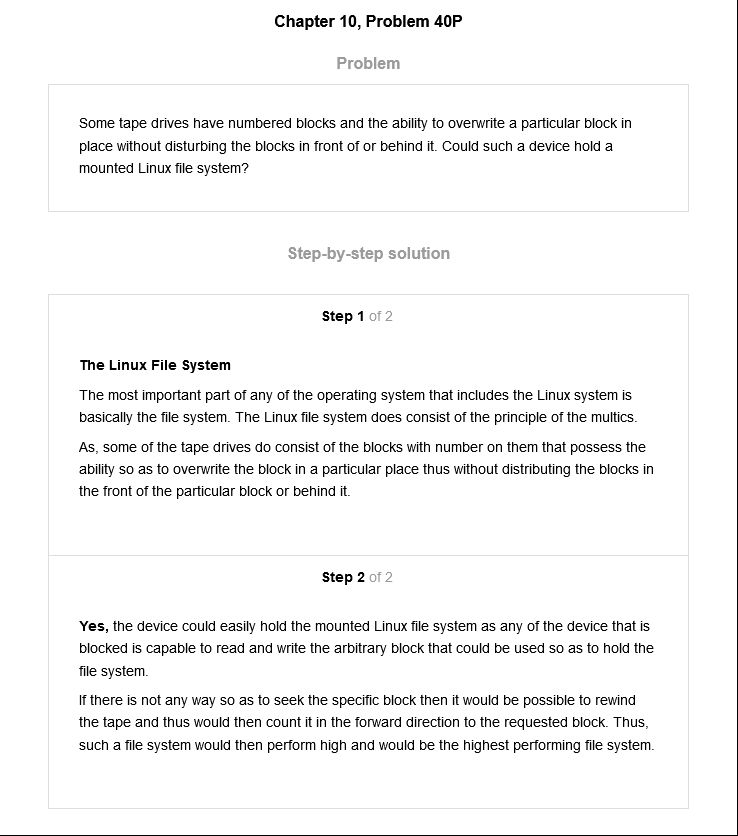 Chapter 10, Problem 40P
Problem
Some tape drives have numbered blocks and the ability to overwrite a particular block in
place without disturbing the blocks in front of or behind it. Could such a device hold a
mounted Linux file system?
Step-by-step solution
Step 1 of 2
The Linux File System
The most important part of any of the operating system that includes the Linux system is
basically the file system. The Linux file system does consist of the principle of the multics.
As, some of the tape drives do consist of the blocks with number on them that possess the
ability so as to overwrite the block in a particular place thus without distributing the blocks in
the front of the particular block or behind it.
Step 2 of 2
Yes, the device could easily hold the mounted Linux file system as any of the device that is
blocked is capable to read and write the arbitrary block that could be used so as to hold the
file system.
If there is not any way so as to seek the specific block then it would be possible to rewind
the tape and thus would then count it in the forward direction to the requested block. Thus,
such a file system would then perform high and would be the highest performing file system.